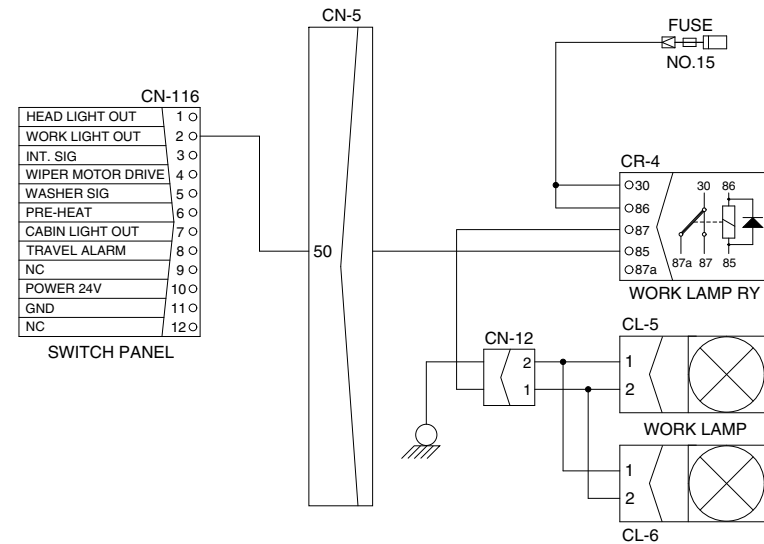 CN-5
FUSE
NO.15
CN-116
HEAD LIGHT OUT 1
WORK LIGHT OUT 2
INT. SIG 3
WIPER MOTOR DRIVE 4
WASHER SIG 5
PRE-HEAT 6
CABIN LIGHT OUT 7
TRAVEL ALARM 8
NC 9
POWER 24V 10
GND 11
NC 12
SWITCH PANEL
50
CR-4
30
86
87
85
87a
30 86
87a 87 85
WORK LAMP RY
CN-12
2
1
CL-5
1
2
WORK LAMP
1
2
CL-6